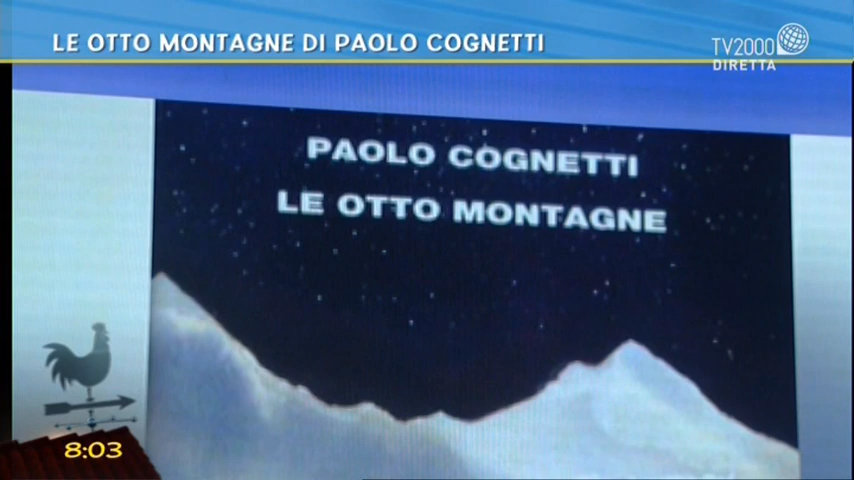 LE OTTO MONTAGNE DI PAOLO COGNETTI
TV2000
DIRETTA
PAOLO COGNETTI
LE OTTO MONTAGNE
8:03